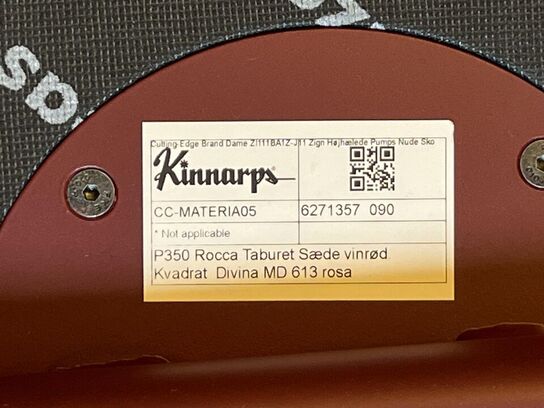 Cutting-Edge Brand Dame ZI111BA1Z-J11 Zign Højhælede Pumps Nude Sko
Kinnarps
CC-MATERIA05
6271357 090
* Not applicable
P350 Rocca Taburet Sæde vinrød
Kvadrat Divina MD 613 rosa